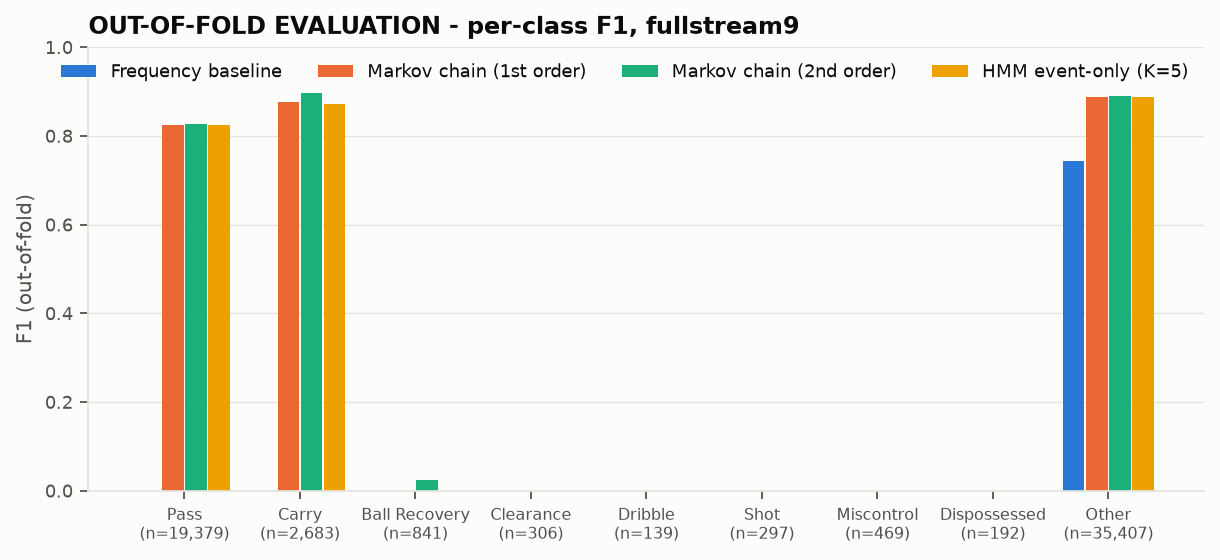 OUT-OF-FOLD EVALUATION - per-class F1, fullstream9
Frequency baseline
Markov chain (1st order)
Markov chain (2nd order)
HMM event-only (K=5)
F1 (out-of-fold)
1.0
0.8
0.6
0.4
0.2
0.0
Pass
(n=19,379)
Carry
(n=2,683)
Ball Recovery
(n=841)
Clearance
(n=306)
Dribble
(n=139)
Shot
(n=297)
Miscontrol
(n=469)
Dispossessed
(n=192)
Other
(n=35,407)